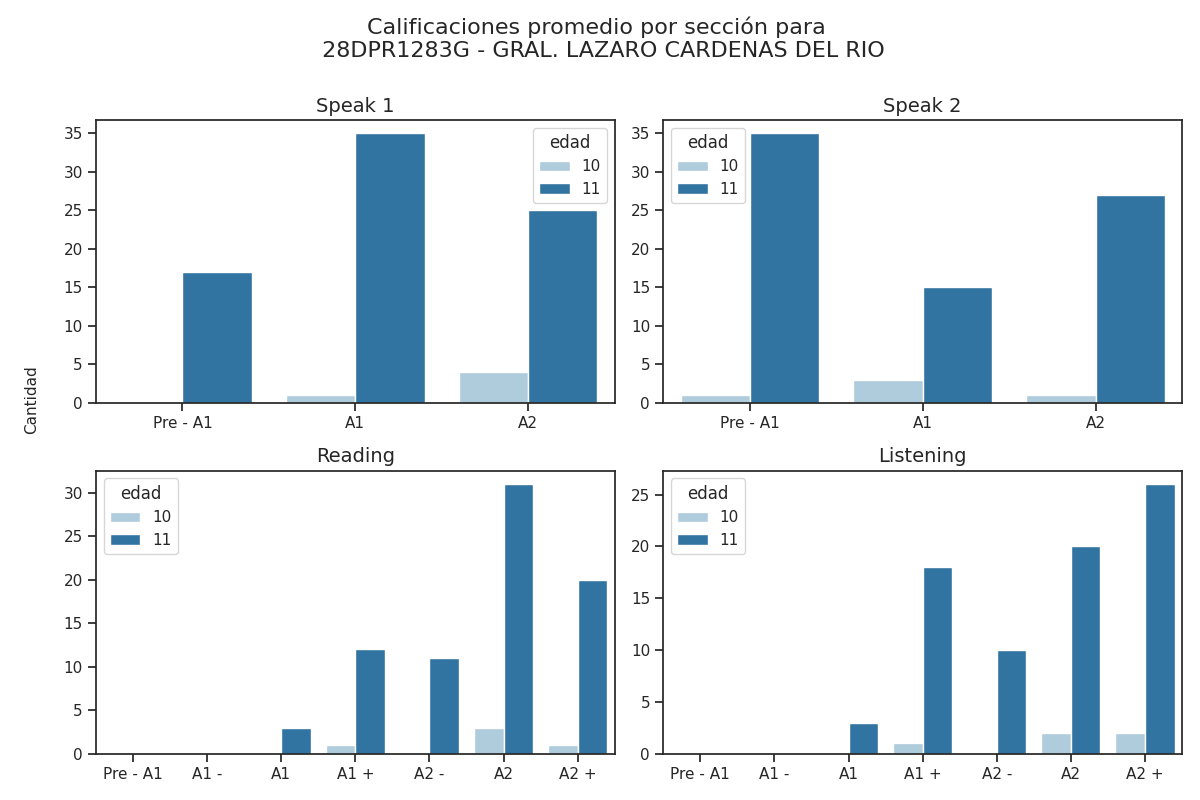 Calificaciones promedio por sección para
28DPR1283G - GRAL. LAZARO CARDENAS DEL RIO
Cantidad
Speak 1
35
30
25
20
15
10
5
0
Pre - A1 A1 A2
edad
10
11
Speak 2
35
30
25
20
15
10
5
0
Pre - A1 A1 A2
edad
10
11
Reading
30
25
20
15
10
5
0
Pre - A1 A1 - A1 A1 + A2 - A2 A2 +
edad
10
11
Listening
25
20
15
10
5
0
Pre - A1 A1 - A1 A1 + A2 - A2 A2 +
edad
10
11